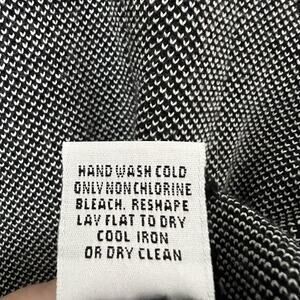 HAND WASH COLD
ONLY NON CHLORINE
BLEACH. RESHAPE
LAY FLAT TO DRY
COOL IRON
OR DRY CLEAN